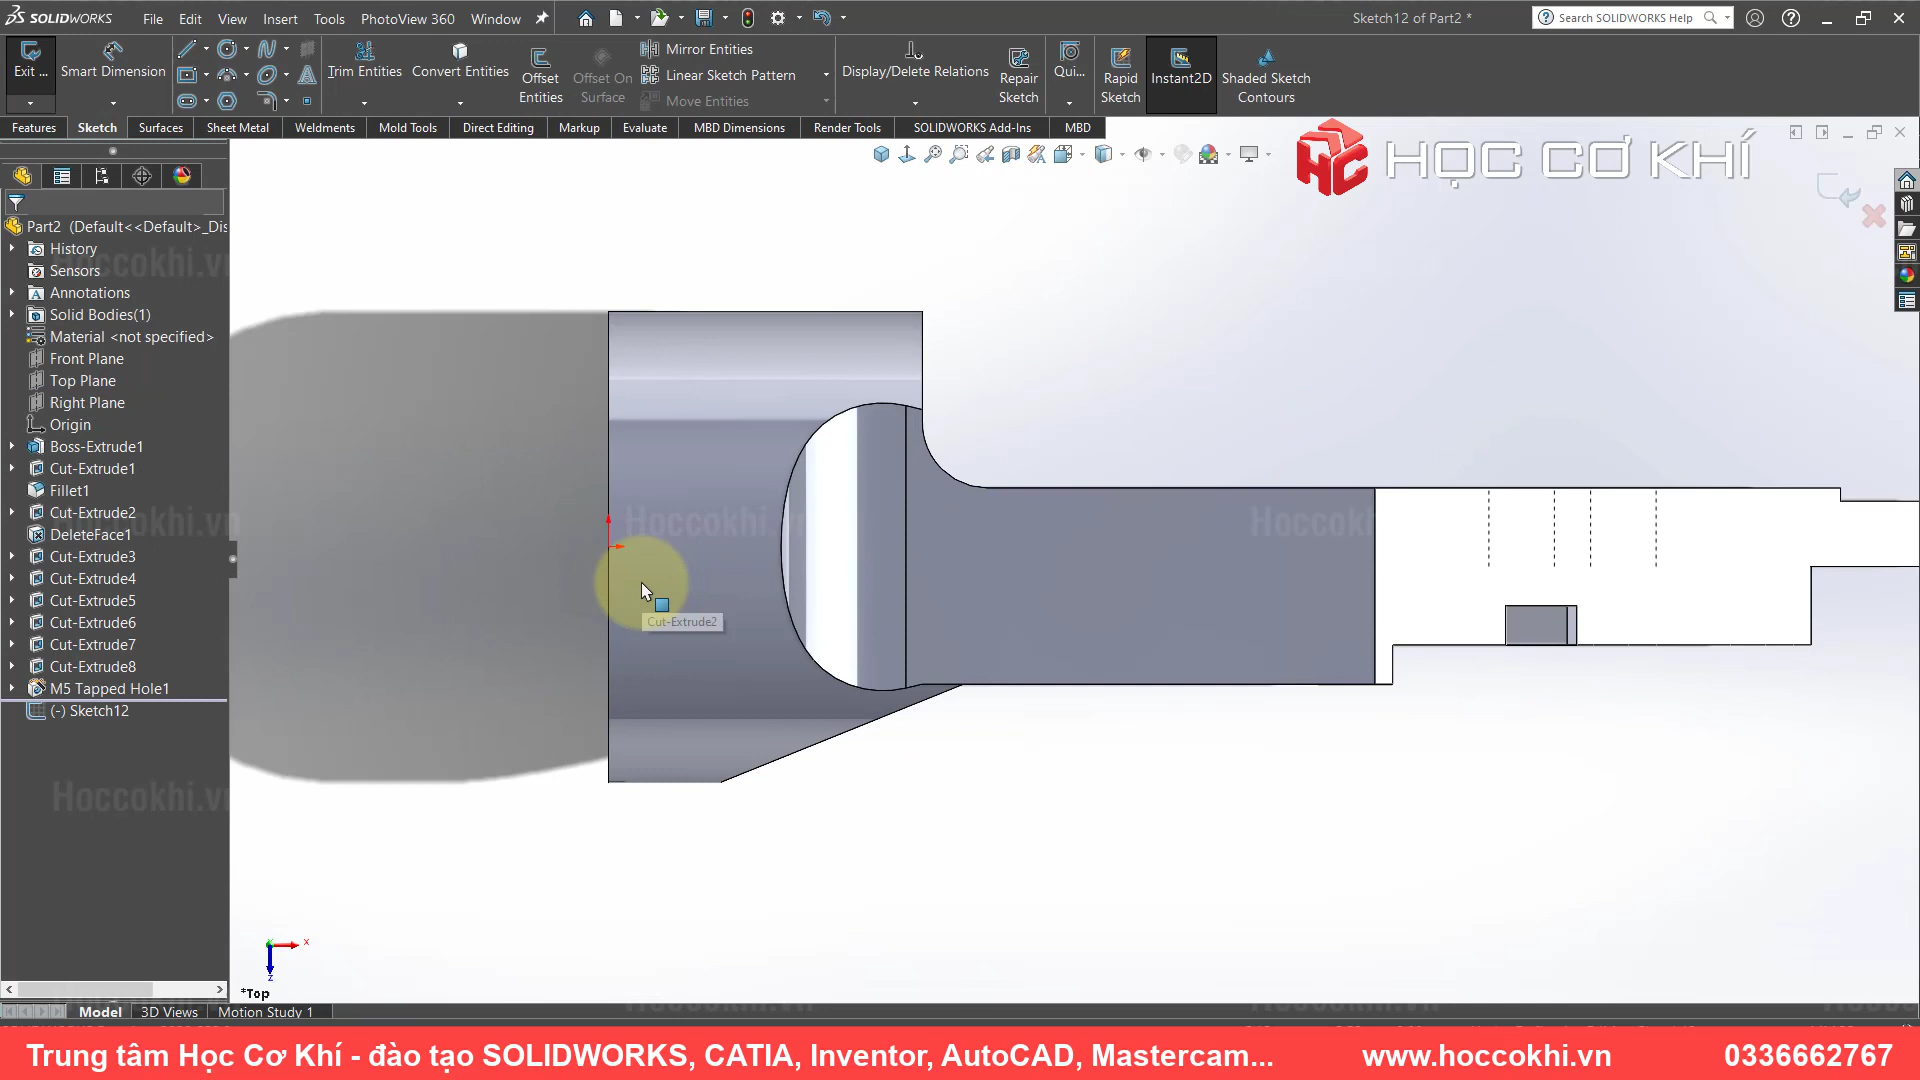 SOLIDWORKS File Edit View Insert Tools PhotoView 360 Window Sketch12 of Part2 * Search SOLIDWORKS Help
Exit ... Smart Dimension Trim Entities Convert Entities Offset Entities Offset On Surface Mirror Entities Linear Sketch Pattern Move Entities Display/Delete Relations Repair Sketch Qui... Rapid Sketch Instant2D Shaded Sketch Contours
Features Sketch Surfaces Sheet Metal Weldments Mold Tools Direct Editing Markup Evaluate MBD Dimensions Render Tools SOLIDWORKS Add-Ins MBD
HC HỌC CƠ KHÍ
Part2 (Default<<Default>_Dis
History
Sensors
Annotations
Solid Bodies(1)
Material <not specified>
Front Plane
Top Plane
Right Plane
Origin
Boss-Extrude1
Cut-Extrude1
Fillet1
Cut-Extrude2
DeleteFace1
Cut-Extrude3
Cut-Extrude4
Cut-Extrude5
Cut-Extrude6
Cut-Extrude7
Cut-Extrude8
M5 Tapped Hole1
(-) Sketch12
Hoccokhi.vn
Hoccokhi.vn
Hoccokhi.vn
Cut-Extrude2
x
z
*Top
Model 3D Views Motion Study 1
Trung tâm Học Cơ Khí - đào tạo SOLIDWORKS, CATIA, Inventor, AutoCAD, Mastercam... www.hoccokhi.vn 0336662767